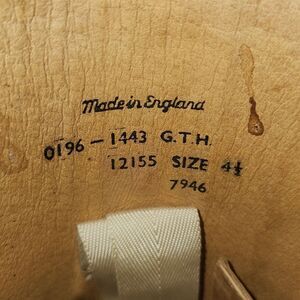 Made in England
0196 - 1443 G.T.H.
12155 SIZE 4½
7946